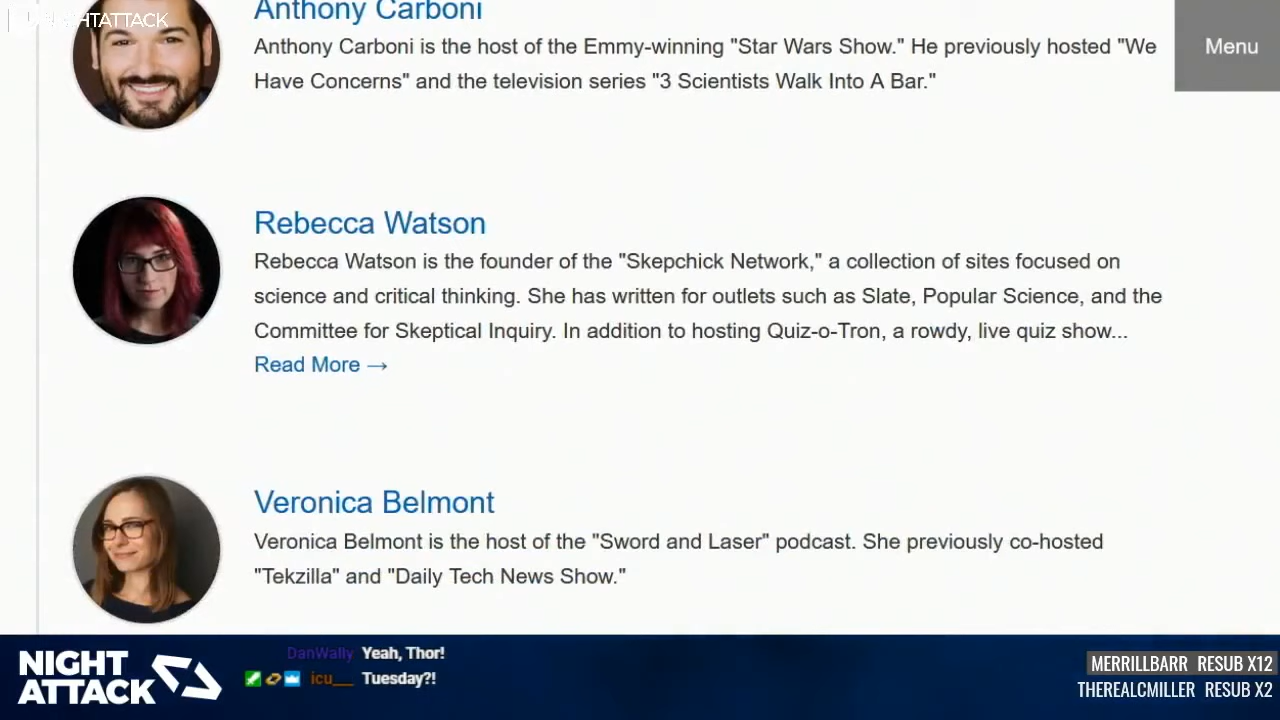 Anthony Carboni
Anthony Carboni is the host of the Emmy-winning "Star Wars Show." He previously hosted "We
Have Concerns" and the television series "3 Scientists Walk Into A Bar."
Menu
Rebecca Watson
Rebecca Watson is the founder of the "Skepchick Network," a collection of sites focused on
science and critical thinking. She has written for outlets such as Slate, Popular Science, and the
Committee for Skeptical Inquiry. In addition to hosting Quiz-o-Tron, a rowdy, live quiz show...
Read More →
Veronica Belmont
Veronica Belmont is the host of the "Sword and Laser" podcast. She previously co-hosted
"Tekzilla" and "Daily Tech News Show."
NIGHT
ATTACK
DanWally Yeah, Thor!
icu___ Tuesday?!
MERRILLBARR RESUB X12
THEREALCMILLER RESUB X2